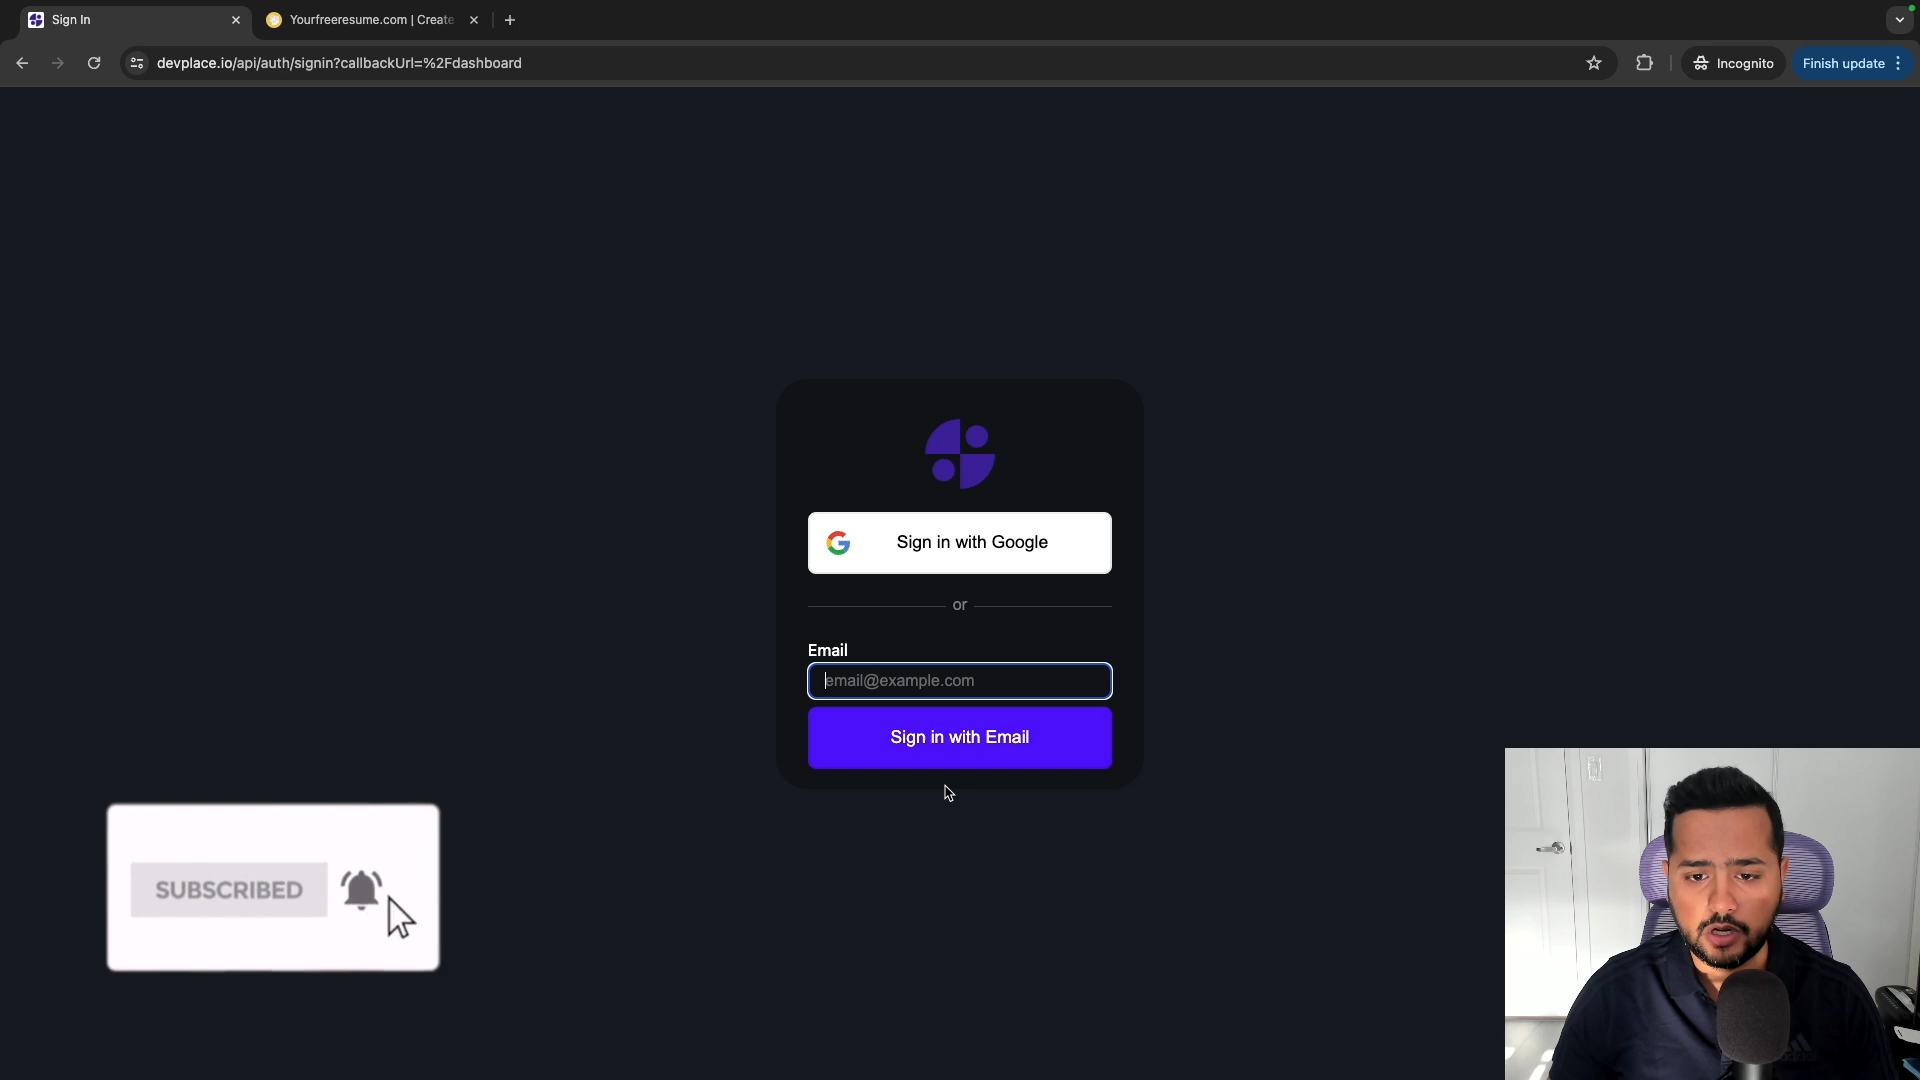 Sign In
Yourfreeresume.com | Create
devplace.io/api/auth/signin?callbackUrl=%2Fdashboard
Incognito
Finish update
Sign in with Google
or
Email
email@example.com
Sign in with Email
SUBSCRIBED